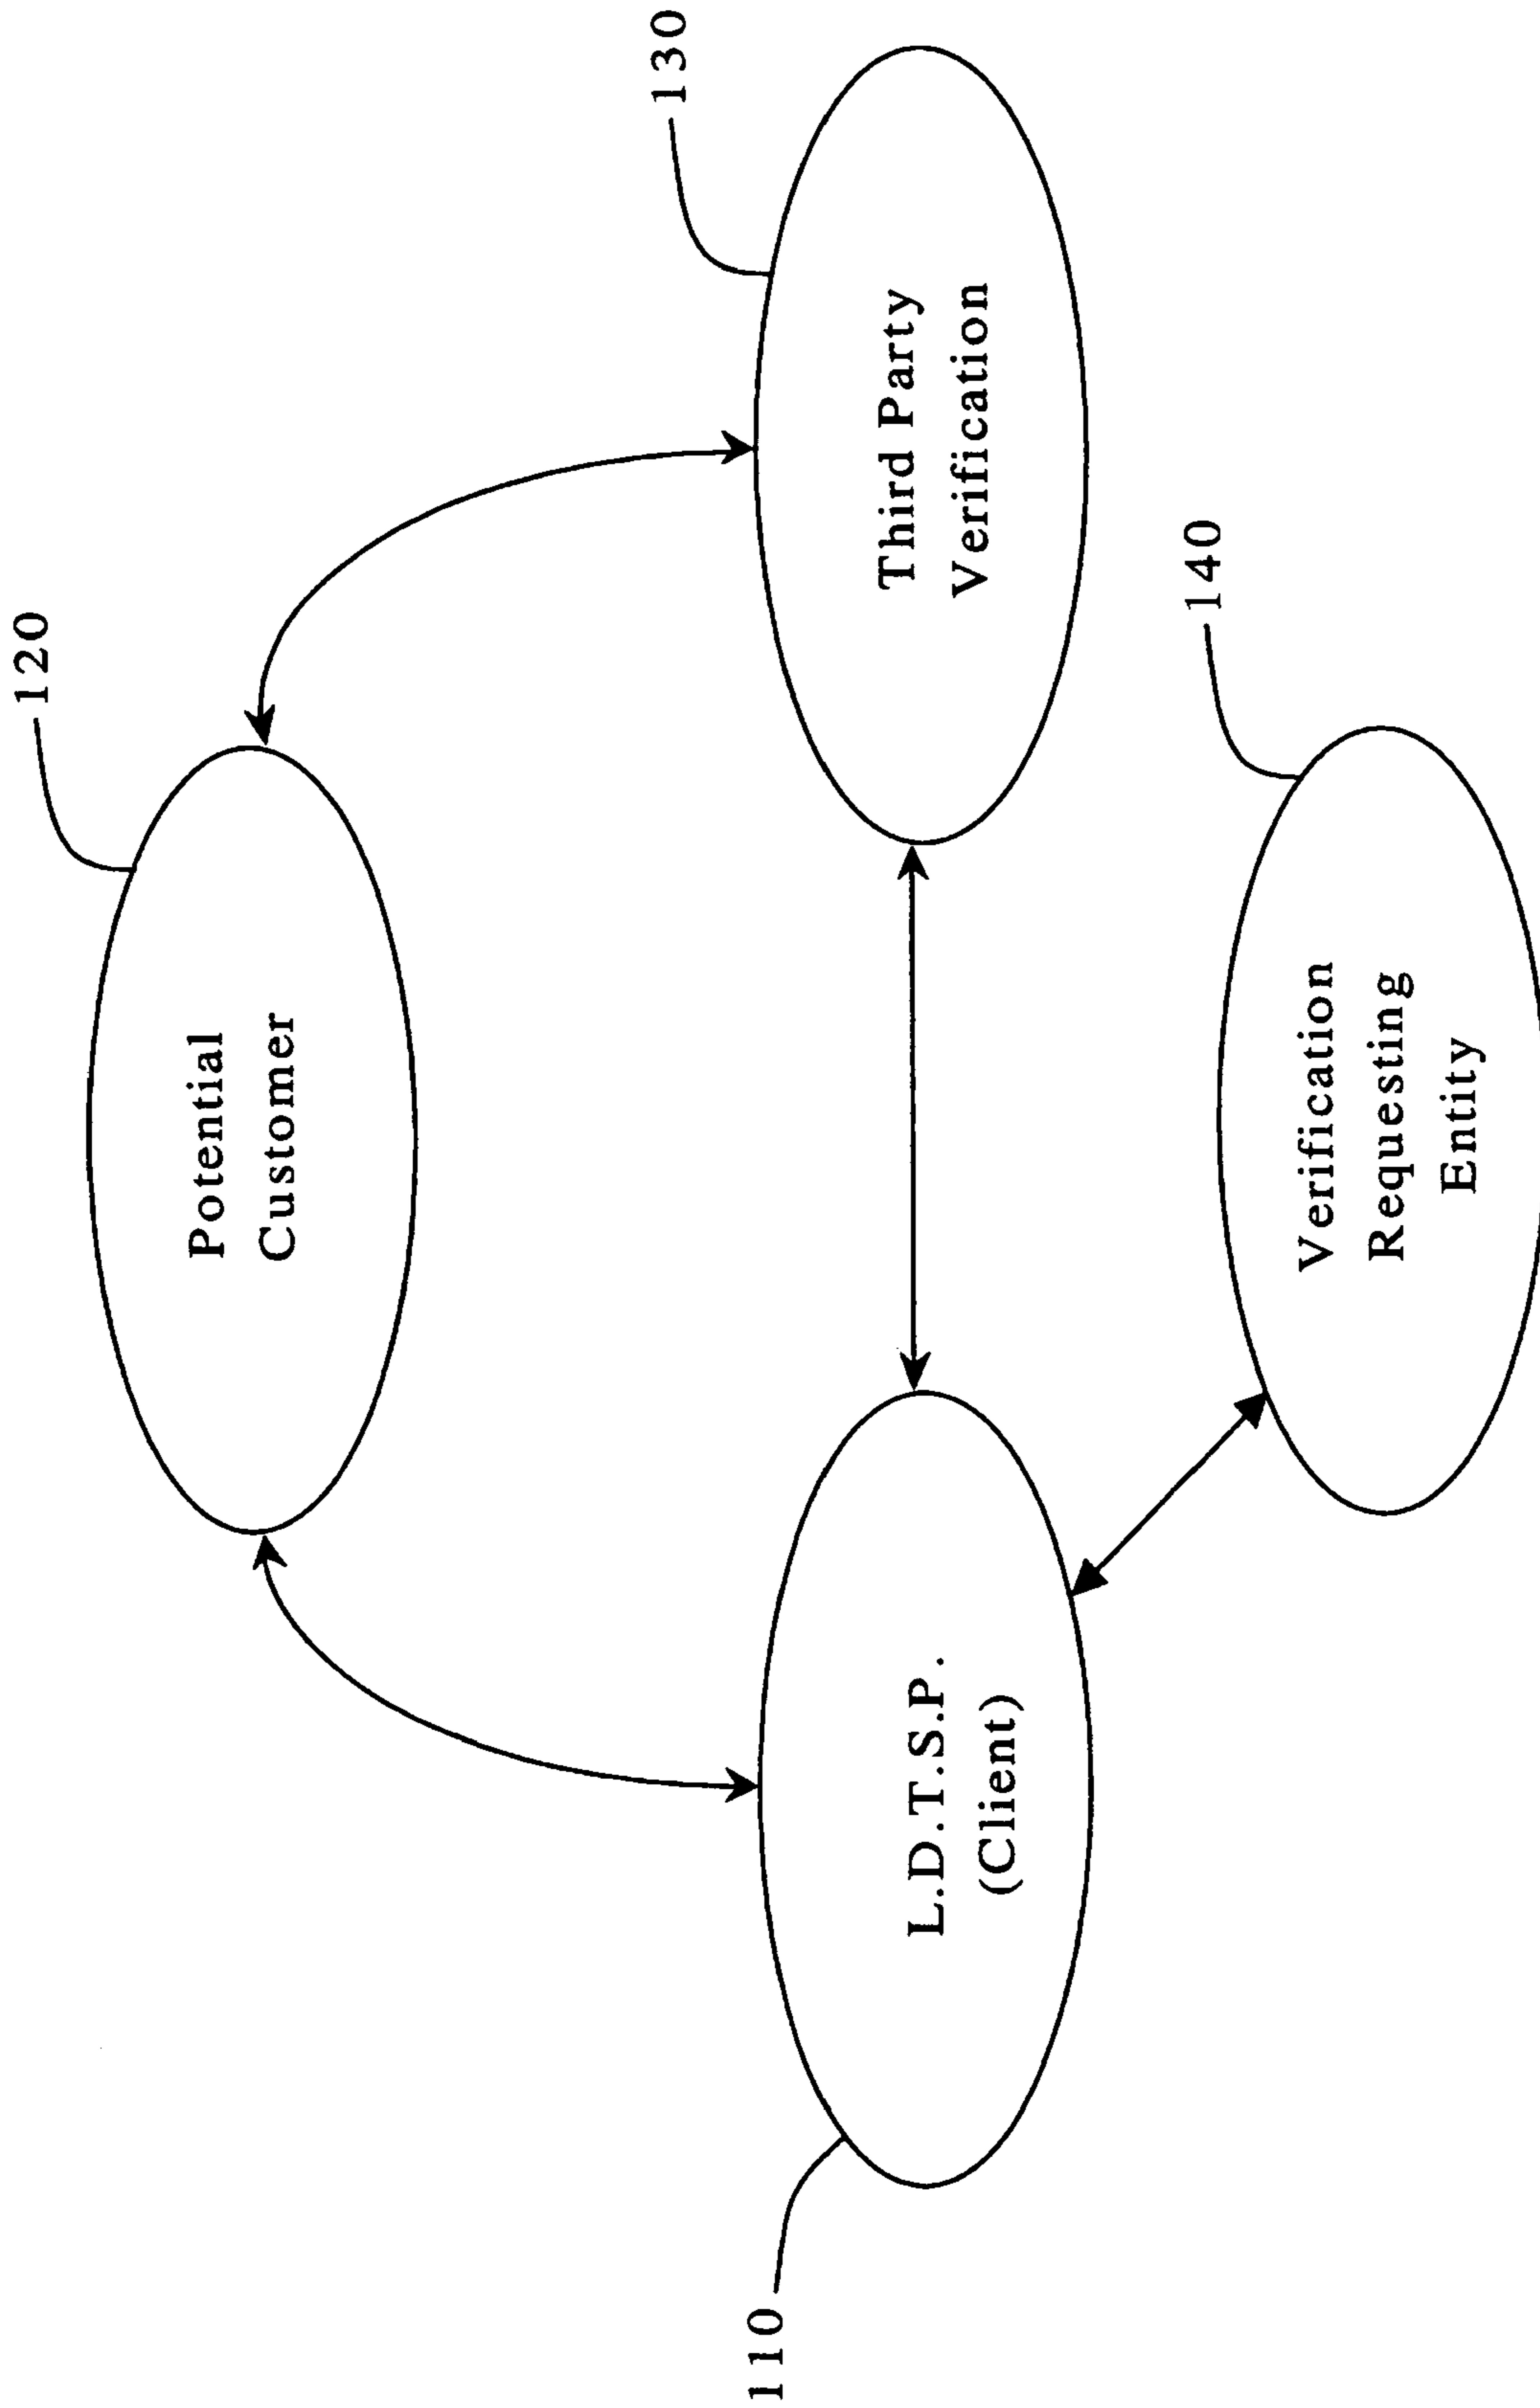 120
Potential
Customer
130
Third Party
Verification
110
L.D.T.S.P.
(Client)
140
Verification
Requesting
Entity